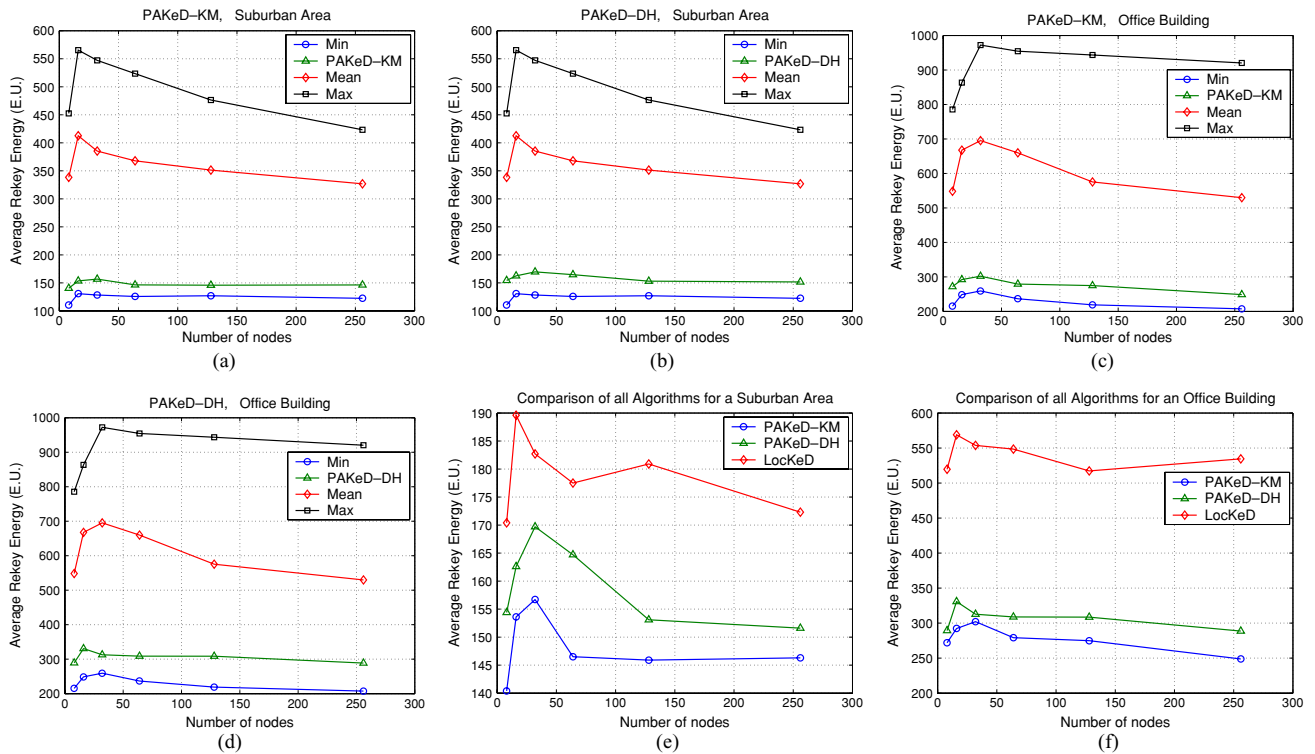 PAKeD–KM, Suburban Area
600
550
500
450
400
350
300
250
200
150
100
0
50
100
150
200
250
300
Average Rekey Energy (E.U.)
Number of nodes
Min
PAKeD–KM
Mean
Max
(a)
PAKeD–DH, Suburban Area
600
550
500
450
400
350
300
250
200
150
100
0
50
100
150
200
250
300
Average Rekey Energy (E.U.)
Number of nodes
Min
PAKeD–DH
Mean
Max
(b)
PAKeD–KM, Office Building
1000
900
800
700
600
500
400
300
200
0
50
100
150
200
250
300
Average Rekey Energy (E.U.)
Number of nodes
Min
PAKeD–KM
Mean
Max
(c)
PAKeD–DH, Office Building
1000
900
800
700
600
500
400
300
200
0
50
100
150
200
250
300
Average Rekey Energy (E.U.)
Number of nodes
Min
PAKeD–DH
Mean
Max
(d)
Comparison of all Algorithms for a Suburban Area
190
185
180
175
170
165
160
155
150
145
140
0
50
100
150
200
250
300
Average Rekey Energy (E.U.)
Number of nodes
PAKeD–KM
PAKeD–DH
LocKeD
(e)
Comparison of all Algorithms for an Office Building
600
550
500
450
400
350
300
250
200
0
50
100
150
200
250
300
Average Rekey Energy (E.U.)
Number of nodes
PAKeD–KM
PAKeD–DH
LocKeD
(f)